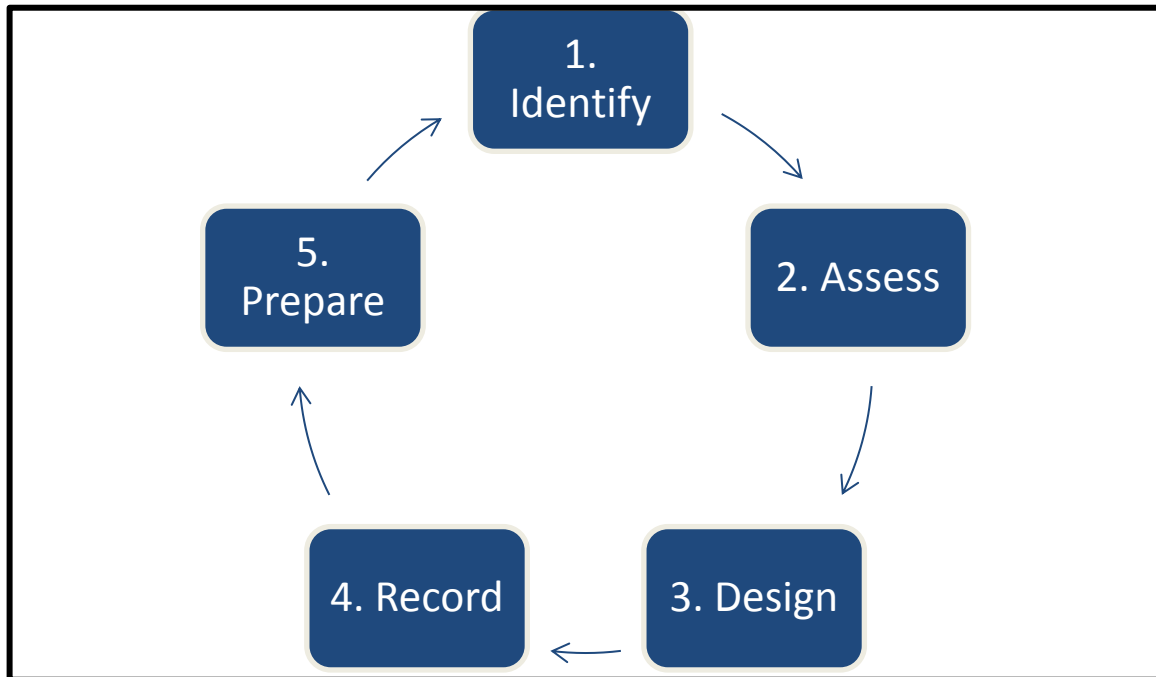 1.
Identify
2. Assess
3. Design
4. Record
5.
Prepare